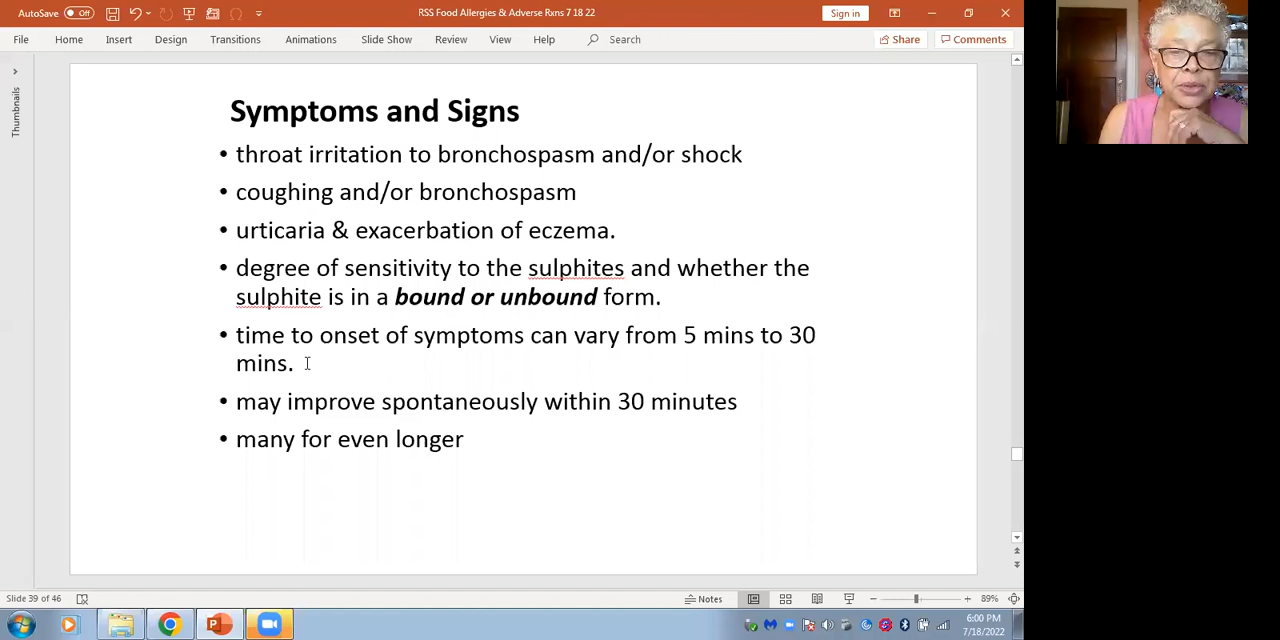 AutoSave Off
RSS Food Allergies & Adverse Rxns 7 18 22
Sign in
File Home Insert Design Transitions Animations Slide Show Review View Help Search Share Comments
Thumbnails
Symptoms and Signs
• throat irritation to bronchospasm and/or shock
• coughing and/or bronchospasm
• urticaria & exacerbation of eczema.
• degree of sensitivity to the sulphites and whether the
sulphite is in a bound or unbound form.
• time to onset of symptoms can vary from 5 mins to 30
mins.
• may improve spontaneously within 30 minutes
• many for even longer
Slide 39 of 46
Notes
89%
6:00 PM
7/18/2022